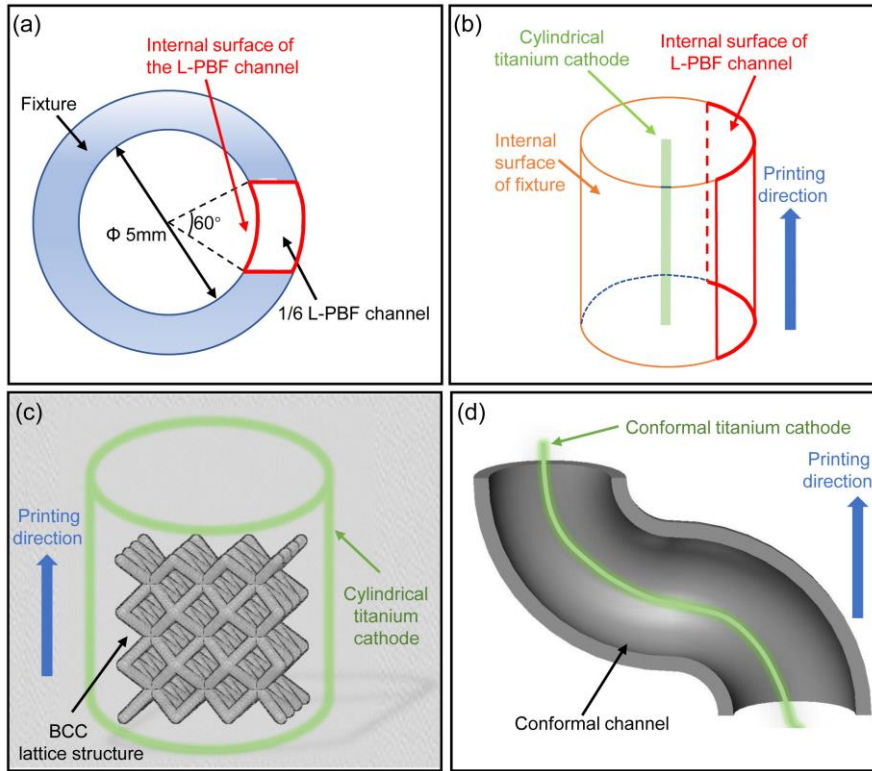 (a)
Internal surface of
the L-PBF channel
Fixture
60°
Φ 5mm
1/6 L-PBF channel
(b)
Cylindrical
titanium cathode
Internal surface of
L-PBF channel
Internal
surface
of fixture
Printing
direction
(c)
Printing
direction
Cylindrical
titanium
cathode
BCC
lattice structure
(d)
Conformal titanium cathode
Printing
direction
Conformal channel